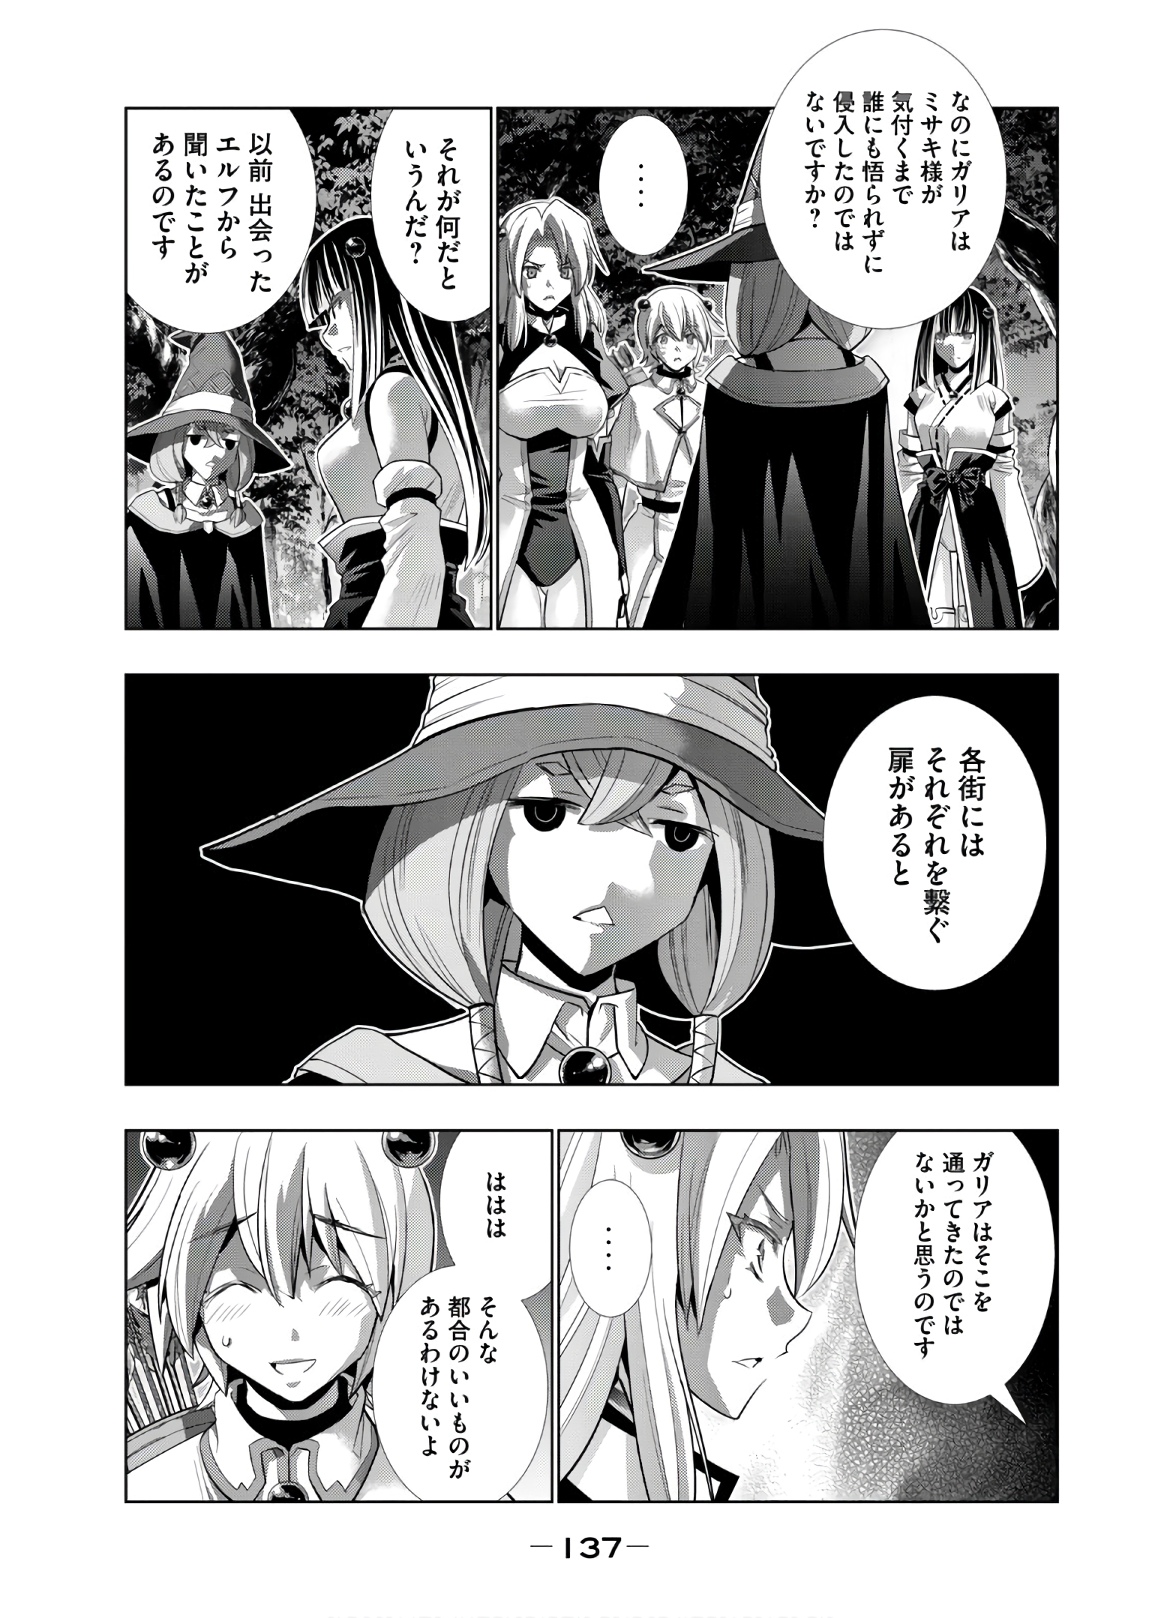 なのにガリアは
ミサキ様が
気付くまで
誰にも悟られずに
侵入したのでは
ないですか?
・・・・
それが何だと
いうんだ?
以前 出会った
エルフから
聞いたことが
あるのです
各街には
それぞれを繋ぐ
扉があると
ガリアはそこを
通ってきたのでは
ないかと思うのです
・・・・
ははは
そんな
都合のいいものが
あるわけないよ
— 137 —